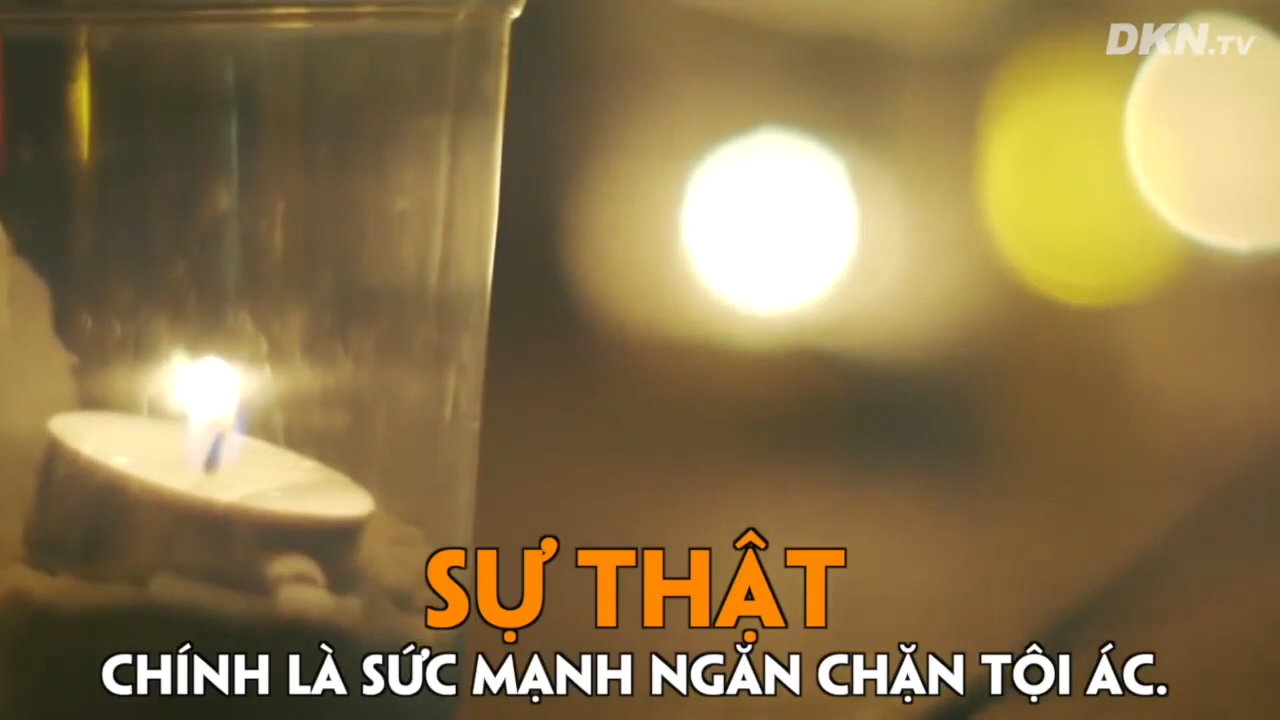 DKN.TV
SỰ THẬT
CHÍNH LÀ SỨC MẠNH NGĂN CHẶN TỘI ÁC.